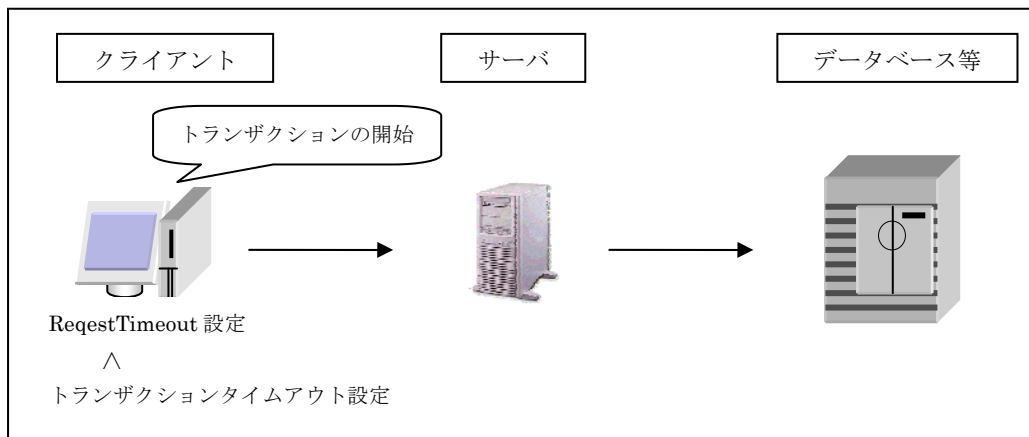 クライアント
サーバ
データベース等
トランザクションの開始
ReqestTimeout 設定
∧
トランザクションタイムアウト設定